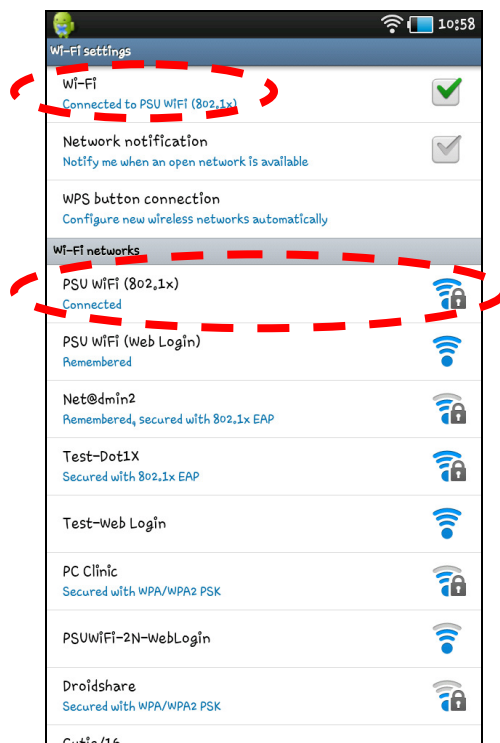 10:58
Wi-Fi settings
Wi-Fi
Connected to PSU WiFi (802.1x)
Network notification
Notify me when an open network is available
WPS button connection
Configure new wireless networks automatically
Wi-Fi networks
PSU WiFi (802.1x)
Connected
PSU WiFi (Web Login)
Remembered
Net@dmin2
Remembered, secured with 802.1x EAP
Test-Dot1X
Secured with 802.1x EAP
Test-Web Login
PC Clinic
Secured with WPA/WPA2 PSK
PSUWiFi-2N-WebLogin
Droidshare
Secured with WPA/WPA2 PSK